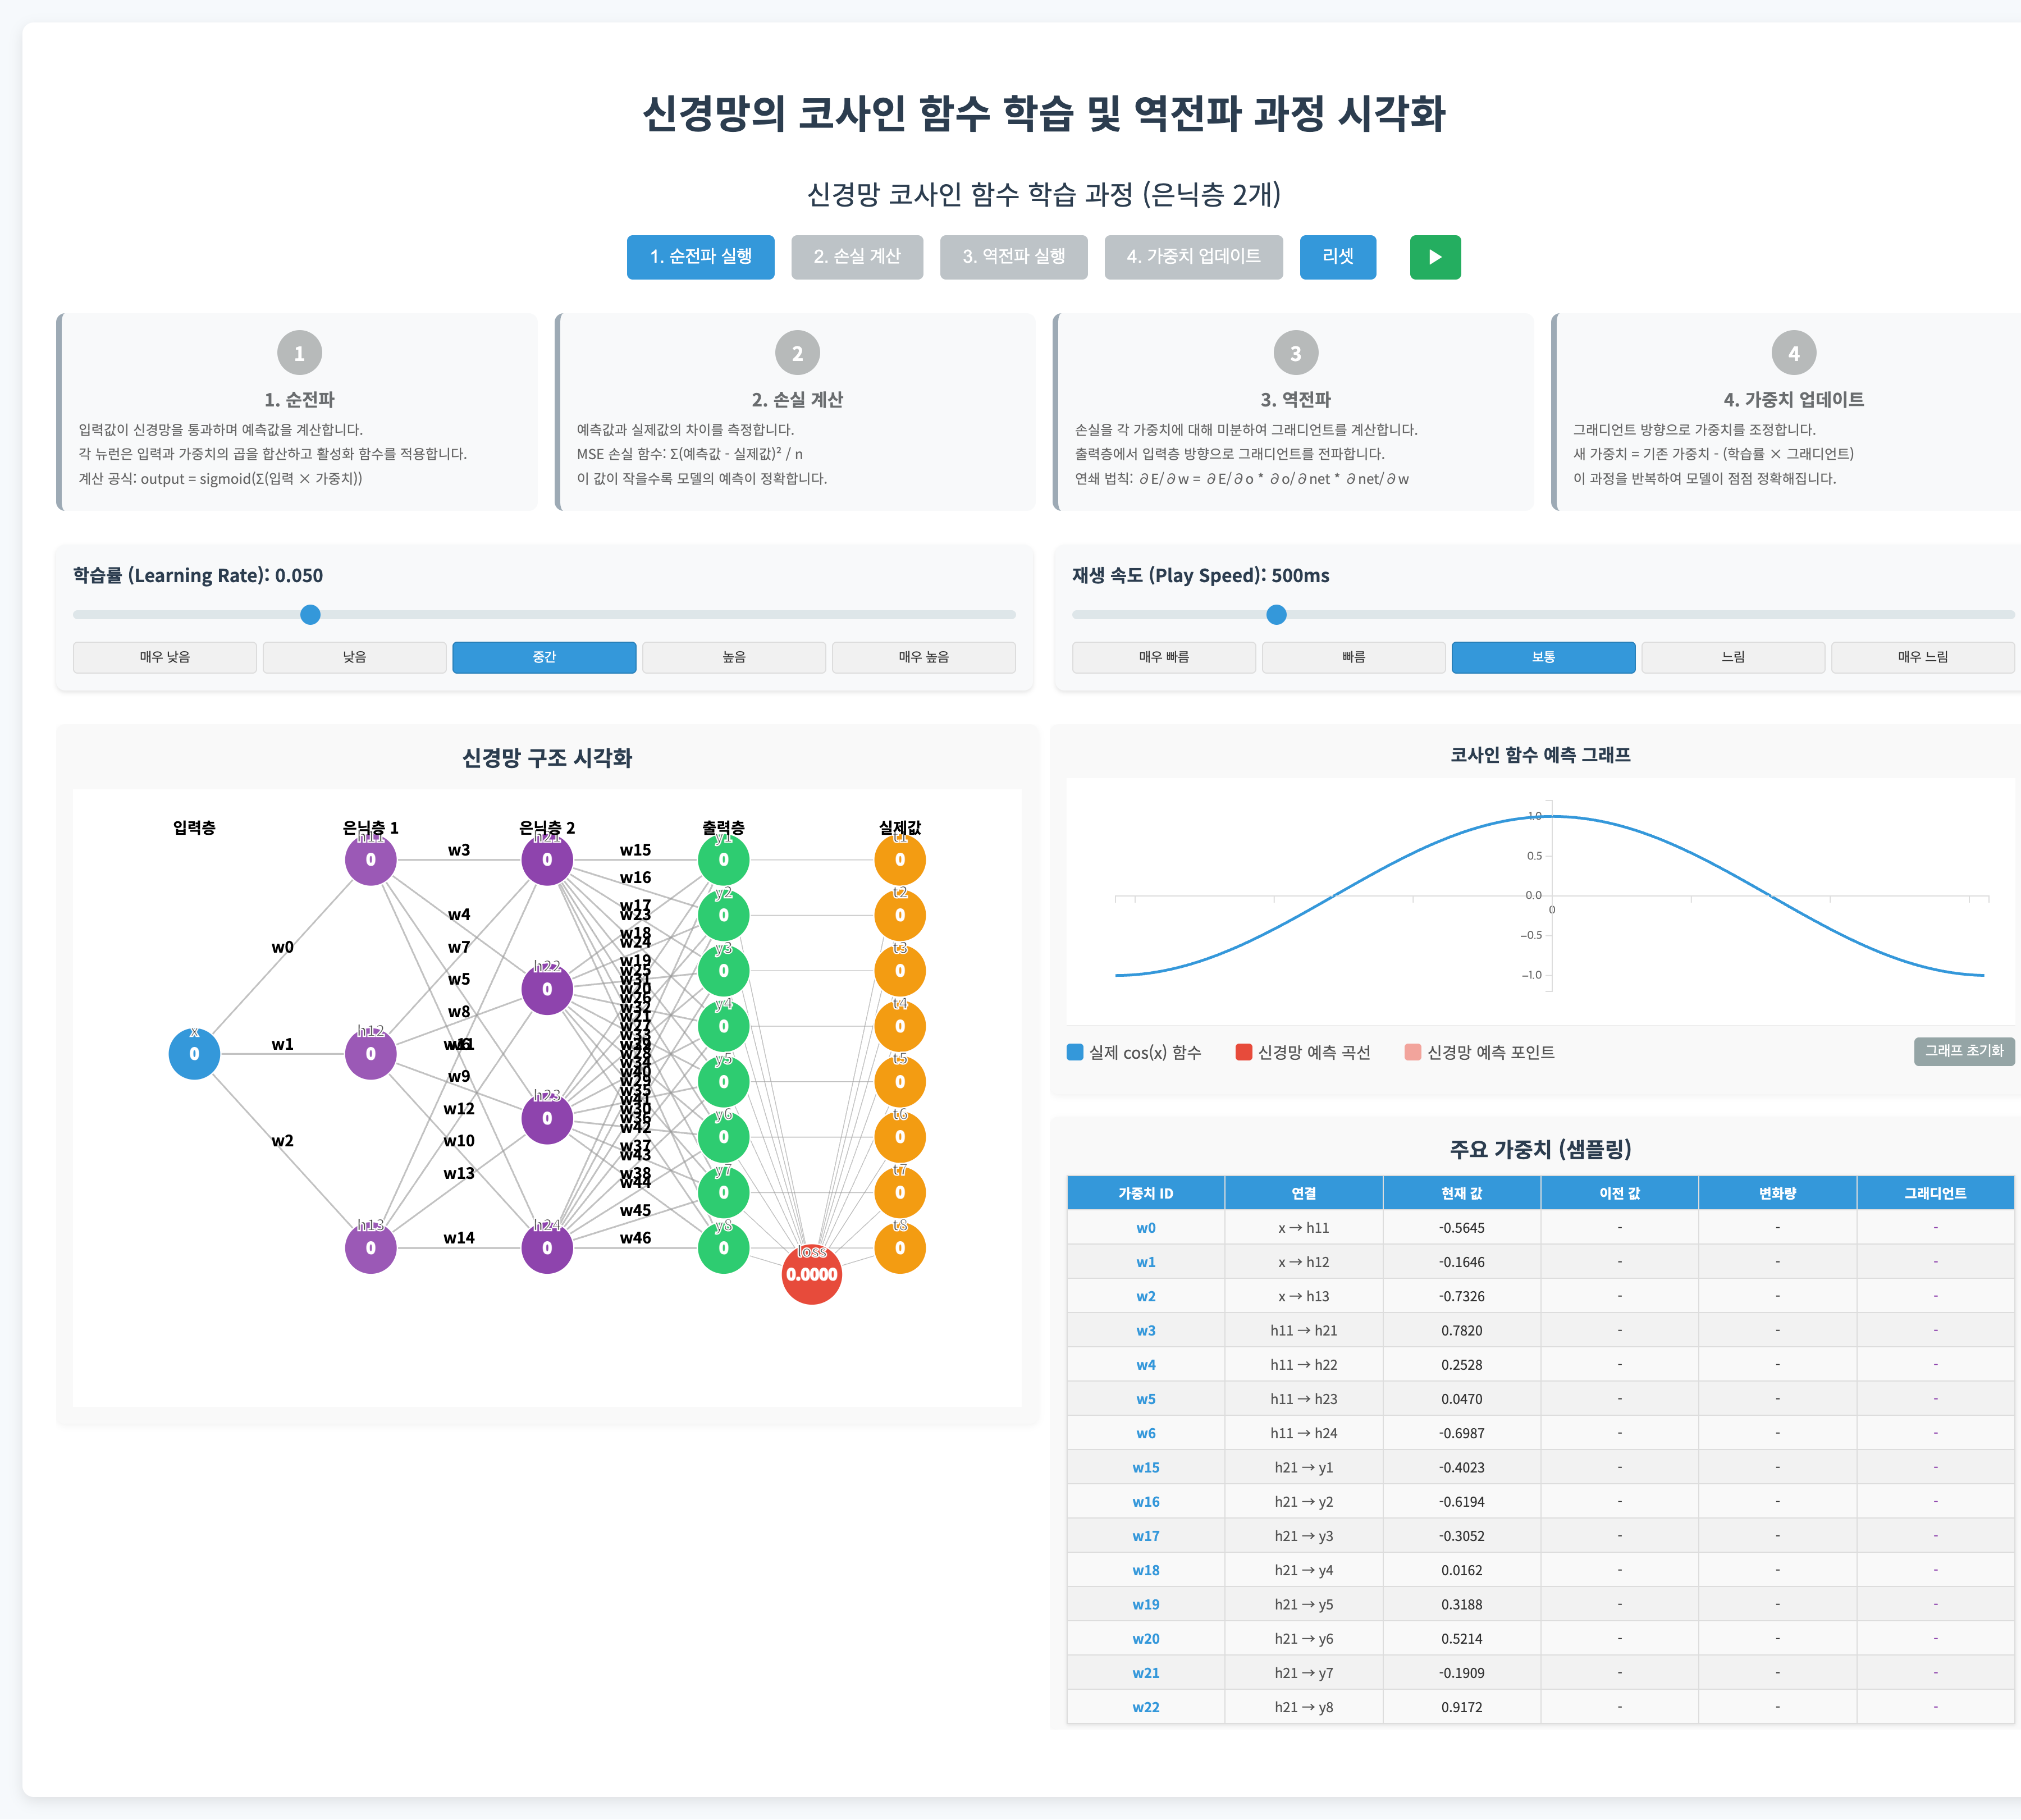 신경망의 코사인 함수 학습 및 역전파 과정 시각화
신경망 코사인 함수 학습 과정 (은닉층 2개)
1. 순전파 실행
2. 손실 계산
3. 역전파 실행
4. 가중치 업데이트
리셋
1
1. 순전파
입력값이 신경망을 통과하며 예측값을 계산합니다.
각 뉴런은 입력과 가중치의 곱을 합산하고 활성화 함수를 적용합니다.
계산 공식: output = sigmoid(Σ(입력 × 가중치))
2
2. 손실 계산
예측값과 실제값의 차이를 측정합니다.
MSE 손실 함수: Σ(예측값 - 실제값)² / n
이 값이 작을수록 모델의 예측이 정확합니다.
3
3. 역전파
손실을 각 가중치에 대해 미분하여 그래디언트를 계산합니다.
출력층에서 입력층 방향으로 그래디언트를 전파합니다.
연쇄 법칙: ∂E/∂w = ∂E/∂o * ∂o/∂net * ∂net/∂w
4
4. 가중치 업데이트
그래디언트 방향으로 가중치를 조정합니다.
새 가중치 = 기존 가중치 - (학습률 × 그래디언트)
이 과정을 반복하여 모델이 점점 정확해집니다.
학습률 (Learning Rate): 0.050
매우 낮음
낮음
중간
높음
매우 높음
재생 속도 (Play Speed): 500ms
매우 빠름
빠름
보통
느림
매우 느림
신경망 구조 시각화
입력층
은닉층 1
은닉층 2
출력층
실제값
x
0
w0
w1
w2
h11
0
h12
0
h13
0
w3
w4
w7
w5
w8
w9
w12
w10
w13
w14
h21
0
h22
0
h23
0
h24
0
w15
w16
w17
w23
w18
w24
w19
w25
w31
w20
w26
w32
w21
w27
w33
w28
w34
w40
w29
w35
w41
w30
w36
w42
w37
w43
w38
w44
w45
w46
y1
0
y2
0
y3
0
y4
0
y5
0
y6
0
y7
0
y8
0
loss
0.0000
t1
0
t2
0
t3
0
t4
0
t5
0
t6
0
t7
0
t8
0
코사인 함수 예측 그래프
1.0
0.5
0.0
0
−0.5
−1.0
실제 cos(x) 함수
신경망 예측 곡선
신경망 예측 포인트
그래프 초기화
주요 가중치 (샘플링)
가중치 ID 연결 현재 값 이전 값 변화량 그래디언트
w0 x → h11 -0.5645 - - -
w1 x → h12 -0.1646 - - -
w2 x → h13 -0.7326 - - -
w3 h11 → h21 0.7820 - - -
w4 h11 → h22 0.2528 - - -
w5 h11 → h23 0.0470 - - -
w6 h11 → h24 -0.6987 - - -
w15 h21 → y1 -0.4023 - - -
w16 h21 → y2 -0.6194 - - -
w17 h21 → y3 -0.3052 - - -
w18 h21 → y4 0.0162 - - -
w19 h21 → y5 0.3188 - - -
w20 h21 → y6 0.5214 - - -
w21 h21 → y7 -0.1909 - - -
w22 h21 → y8 0.9172 - - -